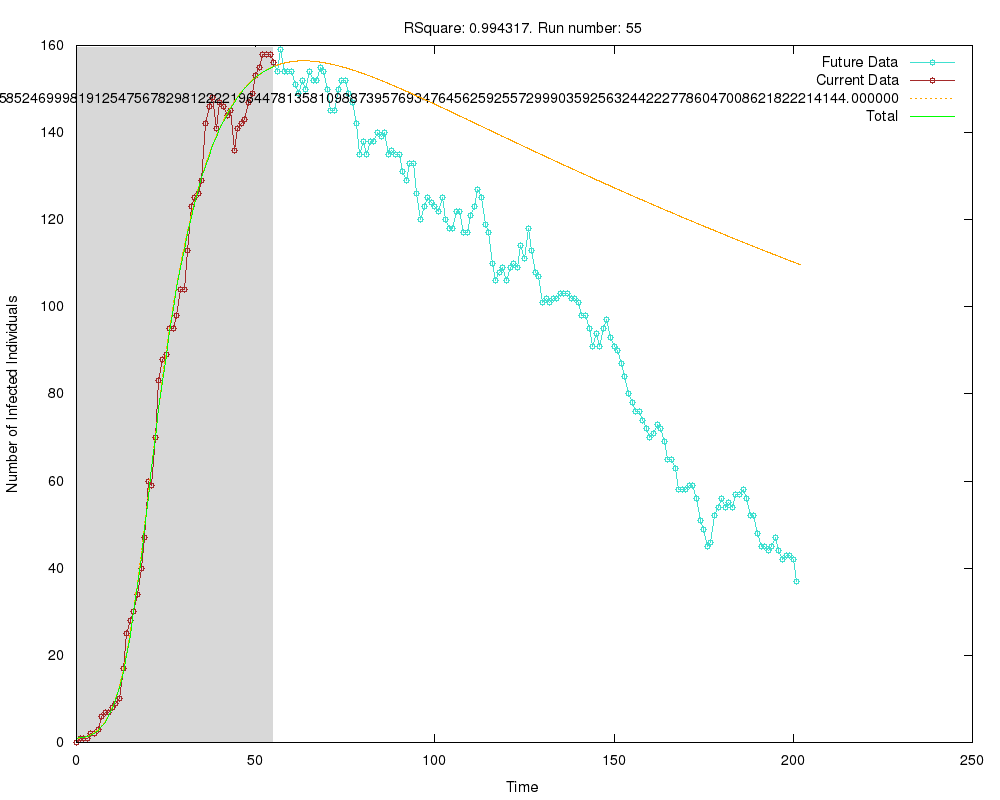 RSquare: 0.994317. Run number: 55
160
Future Data
Current Data
Total
140
120
100
80
60
40
20
0
Number of Infected Individuals
0 50 100 150 200 250
Time